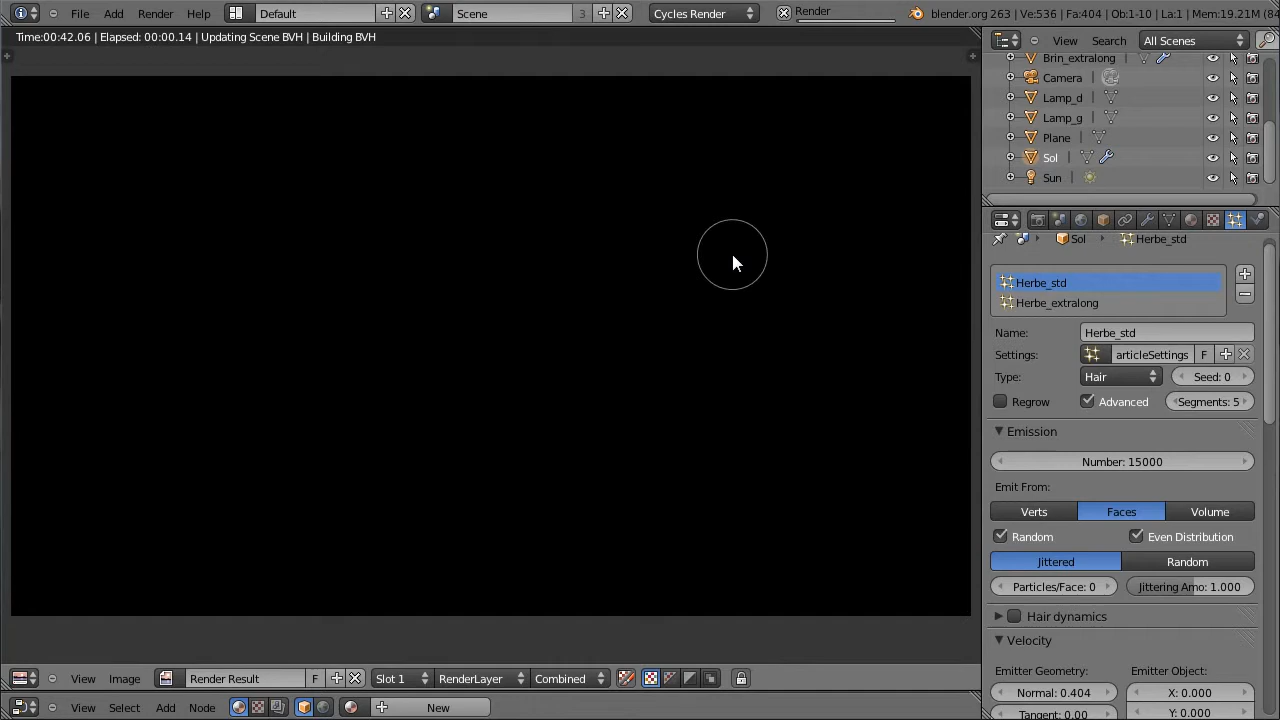 File Add Render Help Default Scene 3 Cycles Render Render blender.org 263 | Ve:536 | Fa:404 | Ob:1-10 | La:1 | Mem:19.21M (84
Time:00:42.06 | Elapsed: 00:00.14 | Updating Scene BVH | Building BVH
View Search All Scenes
Brin_extralong
Camera
Lamp_d
Lamp_g
Plane
Sol
Sun
Sol Herbe_std
Herbe_std
Herbe_extralong
Name: Herbe_std
Settings: articleSettings F
Type: Hair Seed: 0
Regrow Advanced Segments: 5
Emission
Number: 15000
Emit From:
Verts Faces Volume
Random Even Distribution
Jittered Random
Particles/Face: 0 Jittering Amo: 1.000
Hair dynamics
Velocity
Emitter Geometry: Emitter Object:
Normal: 0.404 X: 0.000
Tangent: 0.00 Y: 0.000
View Image Render Result F Slot 1 RenderLayer Combined
View Select Add Node New